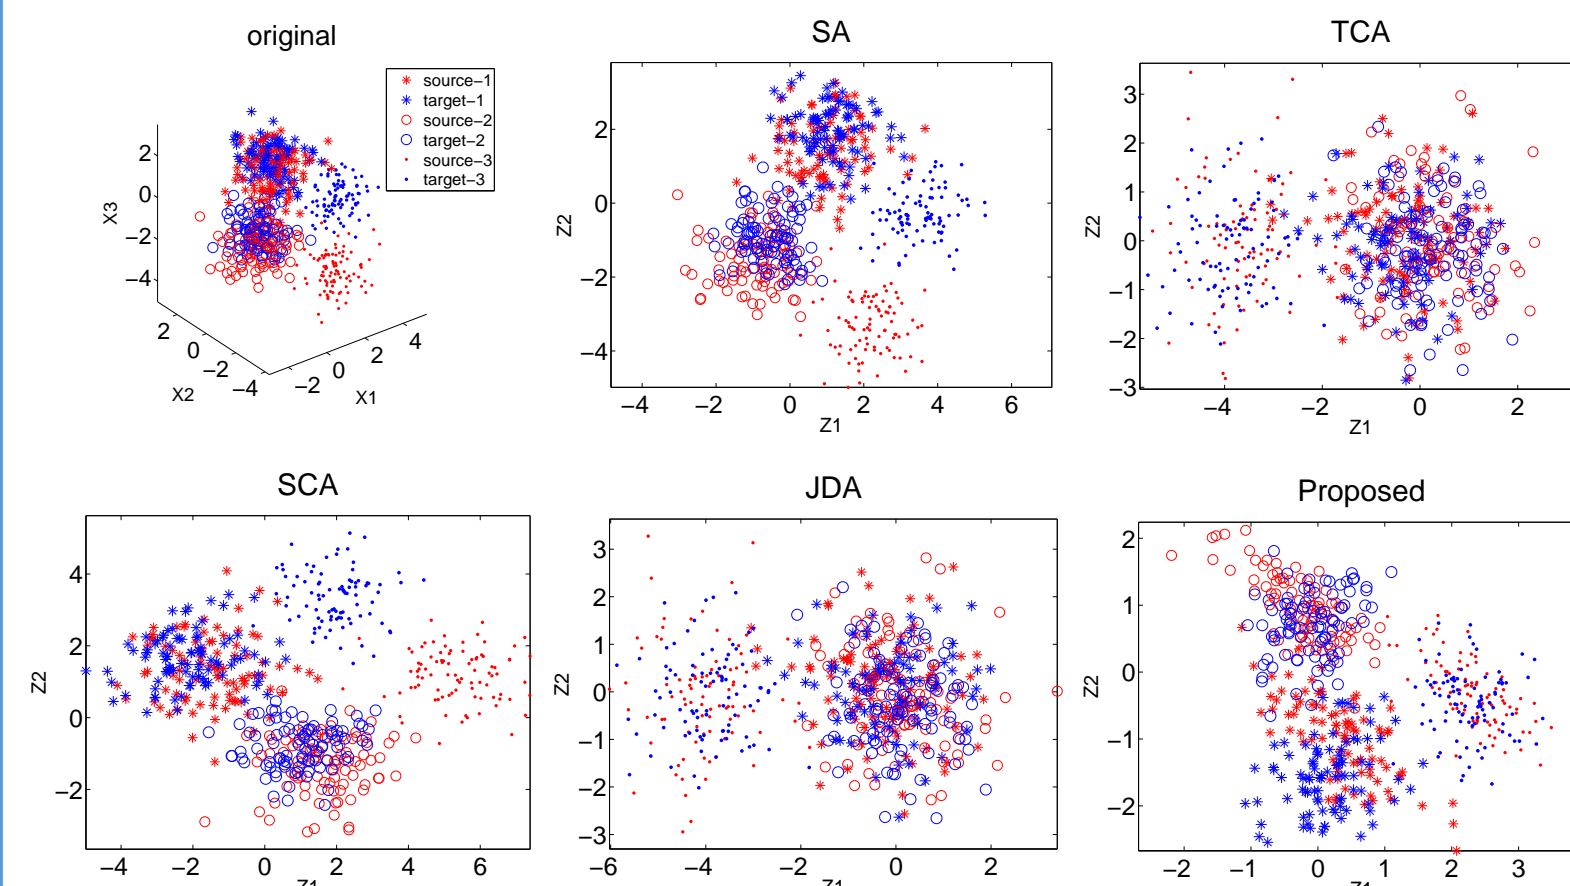 original
SA
TCA
source−1
target−1
source−2
target−2
source−3
target−3
2
0
−2
−4
X3
2
0
−2
−4
X2
−2
0
2
4
X1
2
0
−2
−4
Z2
−4
−2
0
2
4
6
Z1
3
2
1
0
−1
−2
−3
Z2
−4
−2
0
2
Z1
SCA
JDA
Proposed
4
2
0
−2
Z2
−4
−2
0
2
4
6
Z1
3
2
1
0
−1
−2
−3
Z2
−6
−4
−2
0
2
Z1
2
1
0
−1
−2
Z2
−2
−1
0
1
2
3
Z1